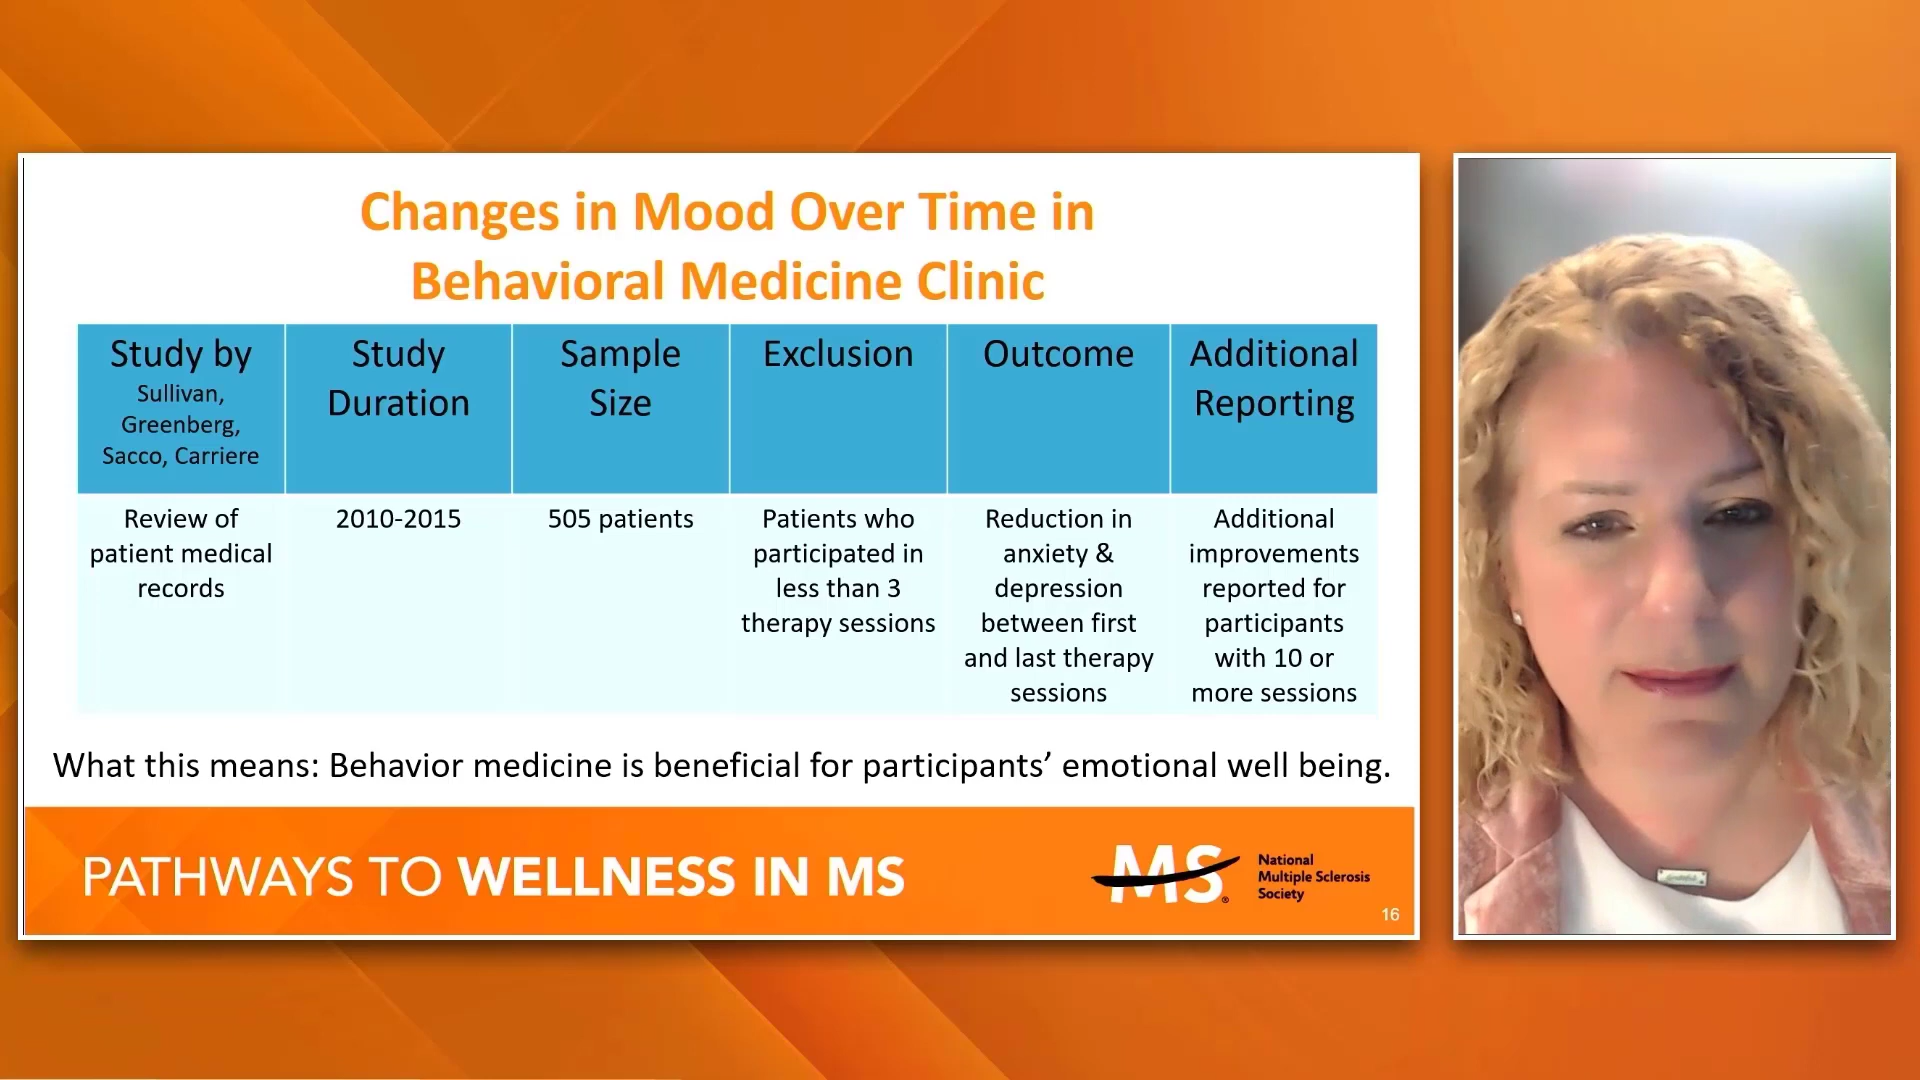 Changes in Mood Over Time in
Behavioral Medicine Clinic
Study by
Sullivan,
Greenberg,
Sacco, Carriere
Study
Duration
Sample
Size
Exclusion
Outcome
Additional
Reporting
Review of
patient medical
records
2010-2015
505 patients
Patients who
participated in
less than 3
therapy sessions
Reduction in
anxiety &
depression
between first
and last therapy
sessions
Additional
improvements
reported for
participants
with 10 or
more sessions
What this means: Behavior medicine is beneficial for participants’ emotional well being.
PATHWAYS TO WELLNESS IN MS
MS®
National
Multiple Sclerosis
Society
16